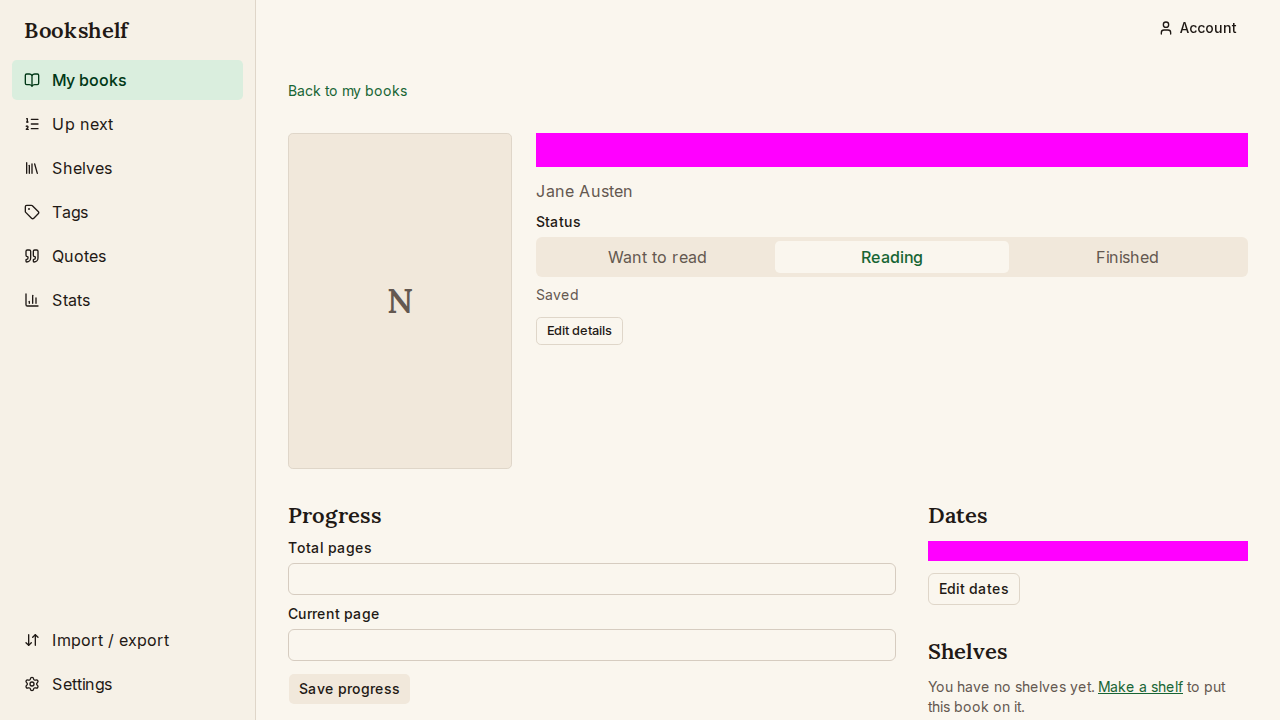 Bookshelf
My books
Up next
Shelves
Tags
Quotes
Stats
Import / export
Settings
Account
Back to my books
N
Jane Austen
Status
Want to read
Reading
Finished
Saved
Edit details
Progress
Total pages
Current page
Save progress
Dates
Edit dates
Shelves
You have no shelves yet. Make a shelf to put
this book on it.